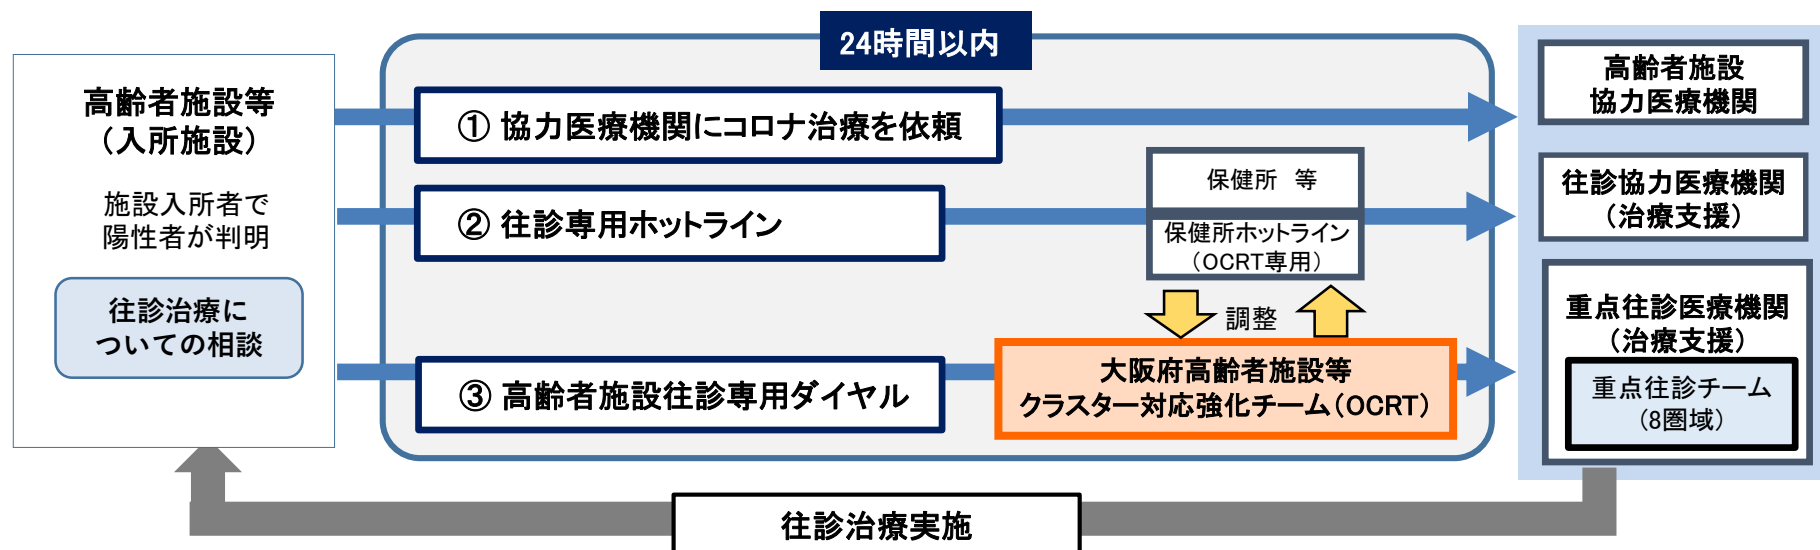 24時間以内
高齢者施設等
（入所施設）
施設入所者で
陽性者が判明
往診治療に
ついての相談
① 協力医療機関にコロナ治療を依頼
② 往診専用ホットライン
③ 高齢者施設往診専用ダイヤル
保健所　等
保健所ホットライン
（OCRT専用）
調整
大阪府高齢者施設等
クラスター対応強化チーム（OCRT）
高齢者施設
協力医療機関
往診協力医療機関
（治療支援）
重点往診医療機関
（治療支援）
重点往診チーム
（8圏域）
往診治療実施